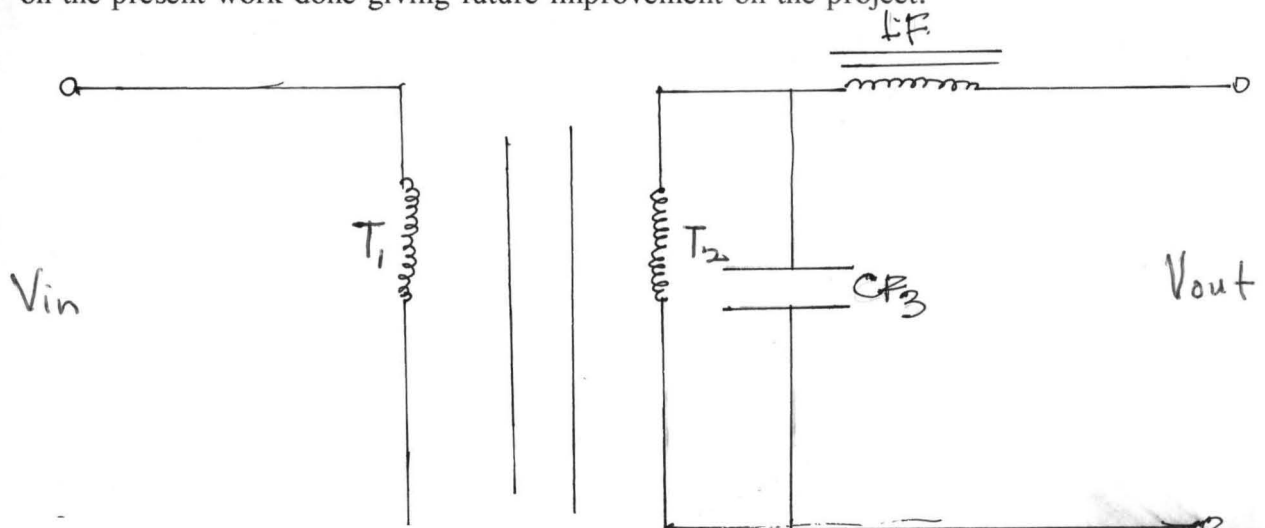 on the present work done giving future improvement on the project.
LF
T1
T2
CF3
Vin
Vout